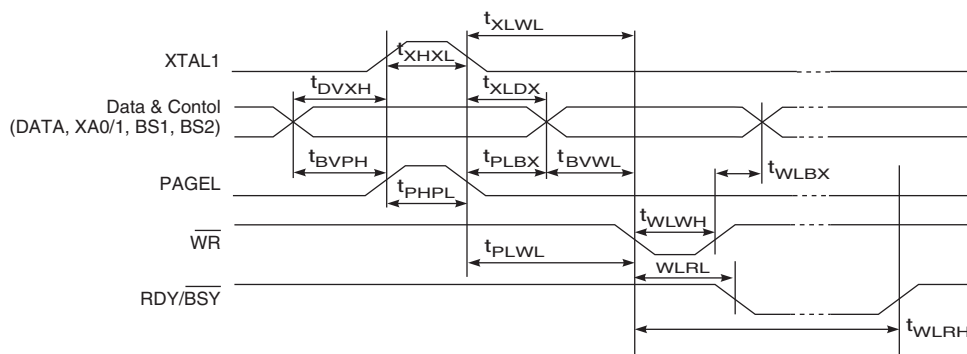 tXLWL
XTAL1
tXHXL
tDVXH
tXLDX
Data & Contol
(DATA, XA0/1, BS1, BS2)
tBVPH
tPLBX
tBVWL
tWLBX
PAGEL
tPHPL
tWLWH
WR
tPLWL
WLRL
RDY/BSY
tWLRH